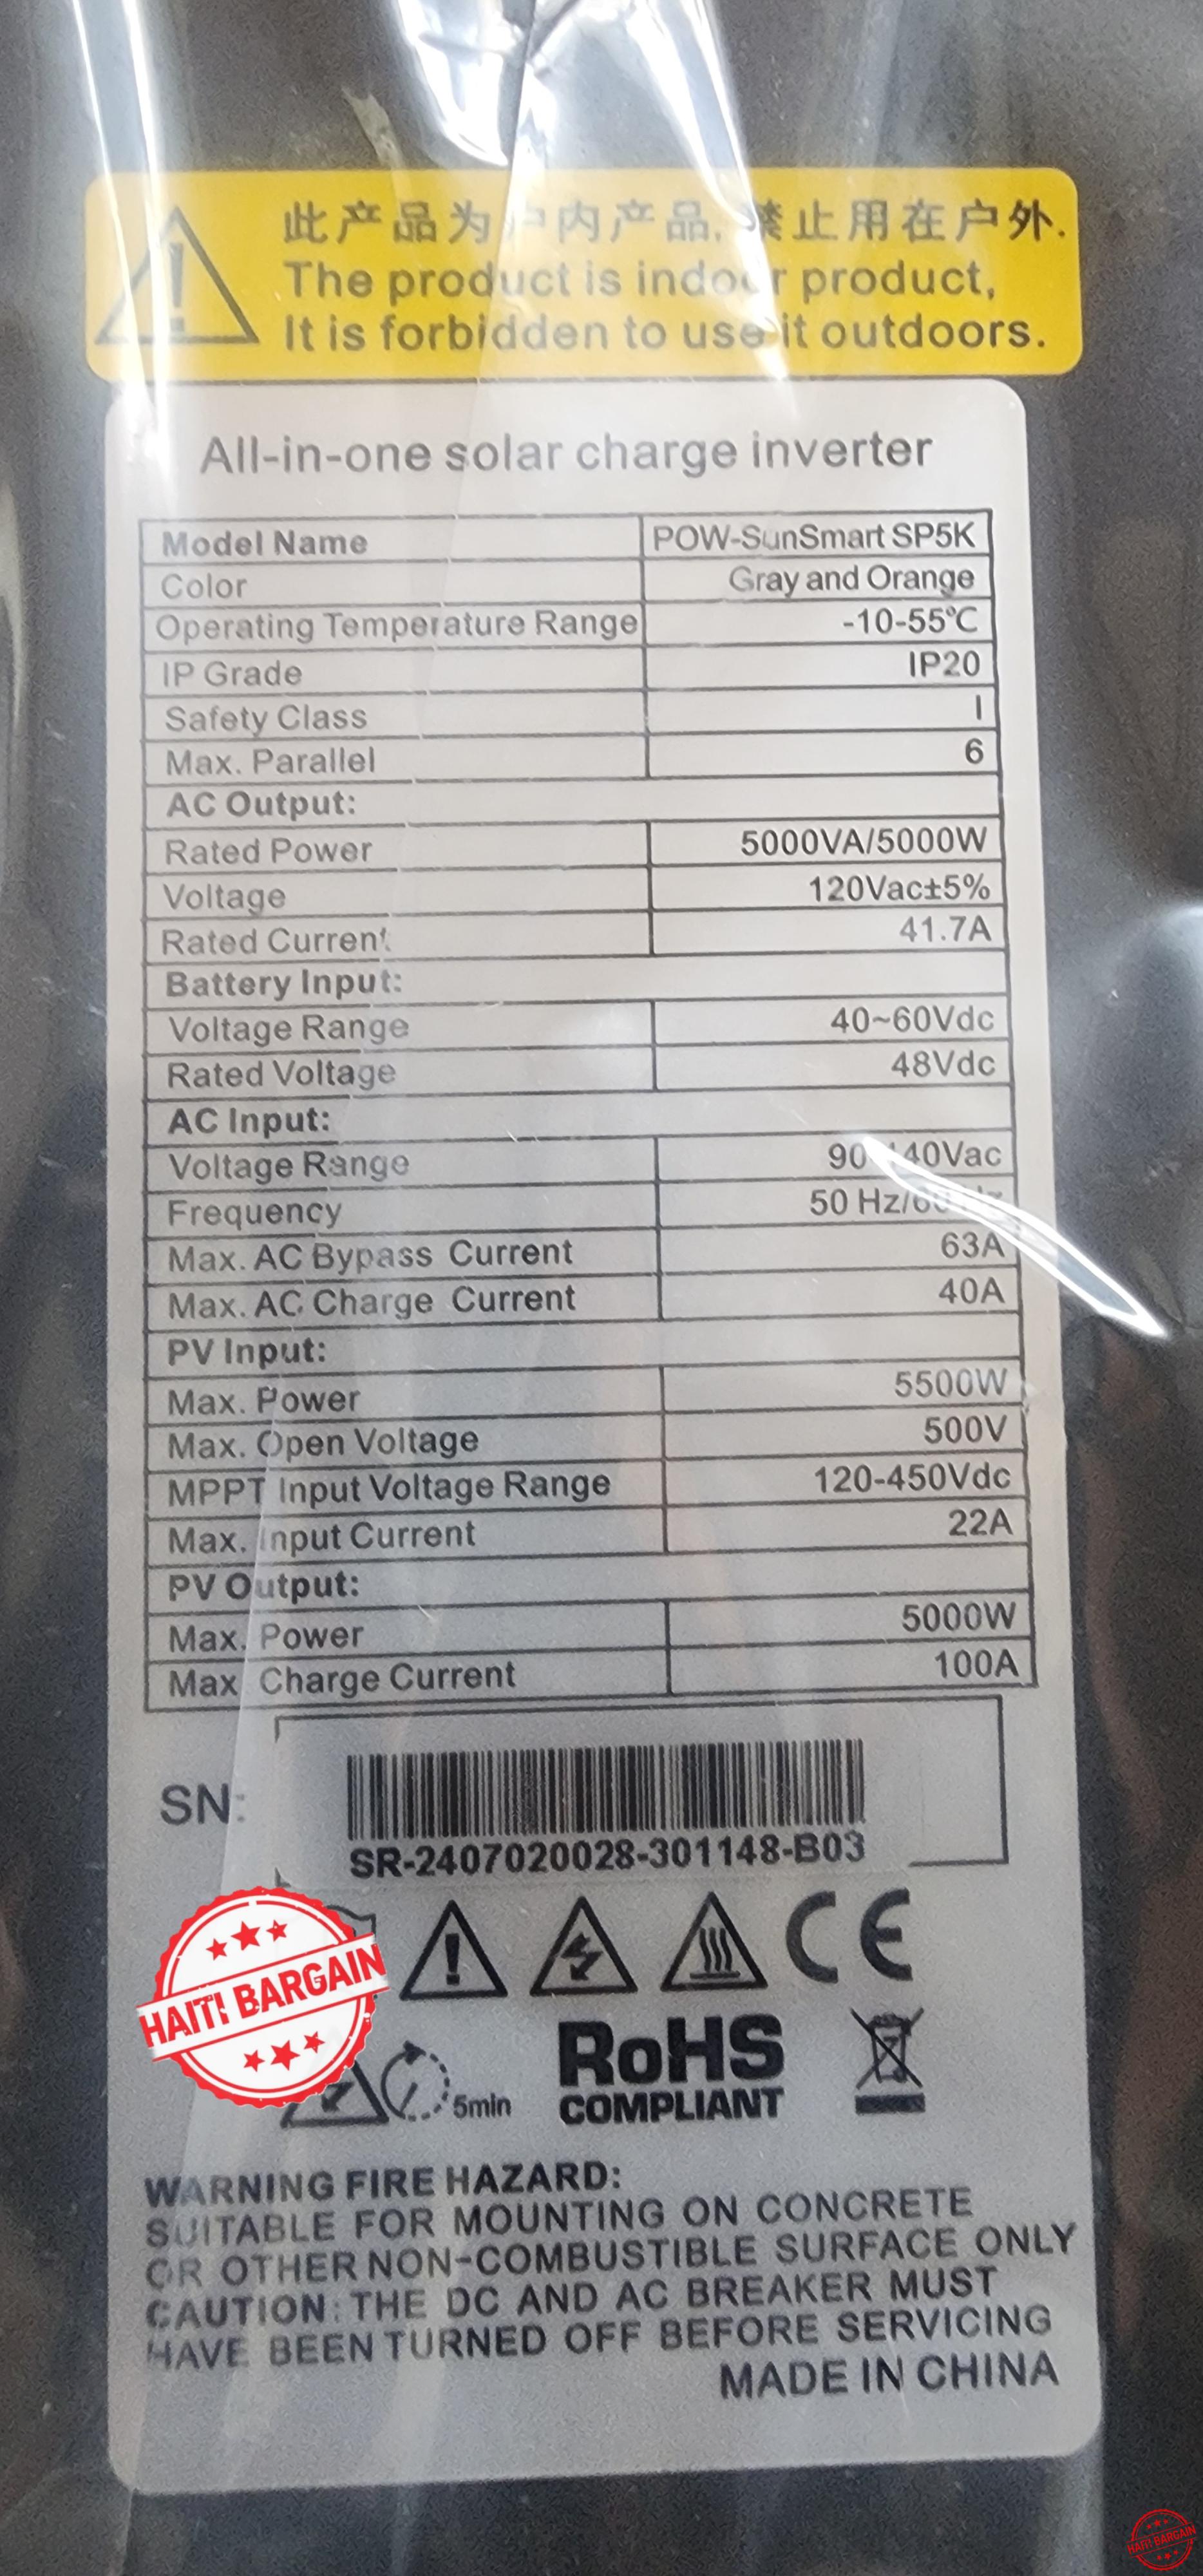 此产品为户内产品, 禁止用在户外.
The product is indoor product,
It is forbidden to use it outdoors.
All-in-one solar charge inverter
Model Name POW-SunSmart SP5K
Color Gray and Orange
Operating Temperature Range -10-55℃
IP Grade IP20
Safety Class I
Max. Parallel 6
AC Output:
Rated Power 5000VA/5000W
Voltage 120Vac±5%
Rated Current 41.7A
Battery Input:
Voltage Range 40~60Vdc
Rated Voltage 48Vdc
AC Input:
Voltage Range
Frequency 50 Hz/60 Hz
Max. AC Bypass Current 63A
Max. AC Charge Current 40A
PV Input:
Max. Power 5500W
Max. Open Voltage 500V
MPPT Input Voltage Range 120-450Vdc
Max. Input Current 22A
PV Output:
Max. Power 5000W
Max. Charge Current 100A
SN:
SR-2407020028-301148-B03
CE
HAITI BARGAIN
5min
RoHS
COMPLIANT
WARNING FIRE HAZARD:
SUITABLE FOR MOUNTING ON CONCRETE
OR OTHER NON-COMBUSTIBLE SURFACE ONLY
CAUTION: THE DC AND AC BREAKER MUST
HAVE BEEN TURNED OFF BEFORE SERVICING
MADE IN CHINA
HAITI BARGAIN